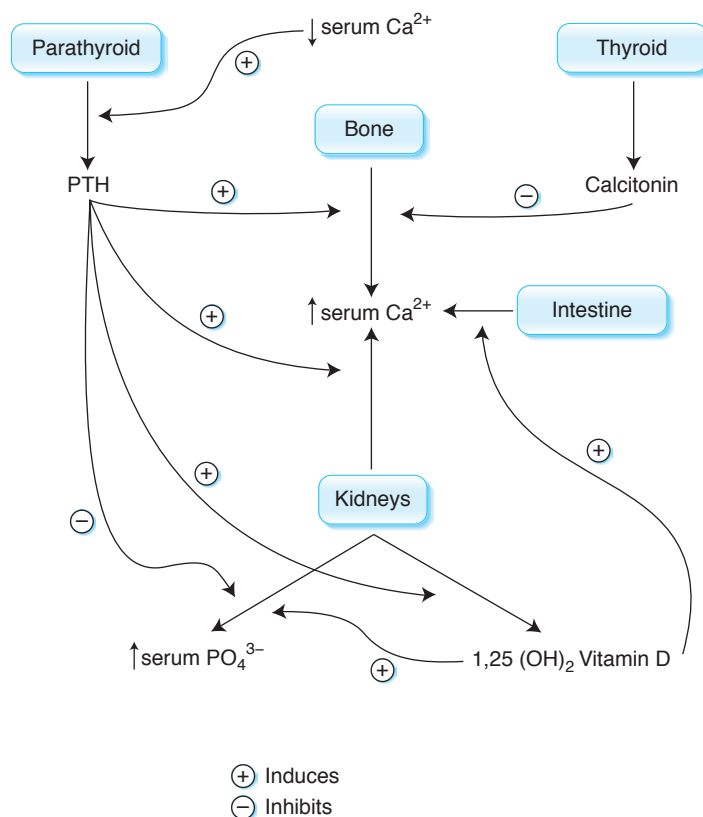 ↓ serum Ca²⁺
Parathyroid
Thyroid
+
Bone
PTH
+
−
Calcitonin
↑ serum Ca²⁺
Intestine
+
+
+
Kidneys
−
↑ serum PO₄³⁻
1,25 (OH)₂ Vitamin D
+
+ Induces
− Inhibits